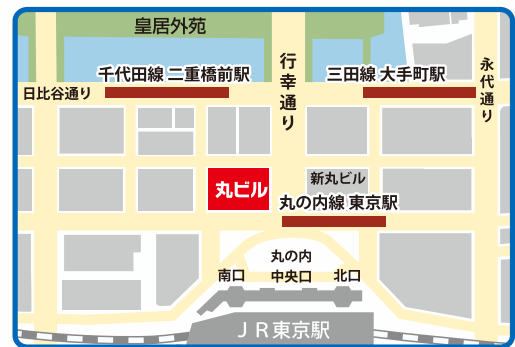 皇居外苑
千代田線 二重橋前駅
行幸通り
三田線 大手町駅
永代通り
日比谷通り
丸ビル
新丸ビル
丸の内線 東京駅
丸の内
南口
中央口
北口
JR東京駅